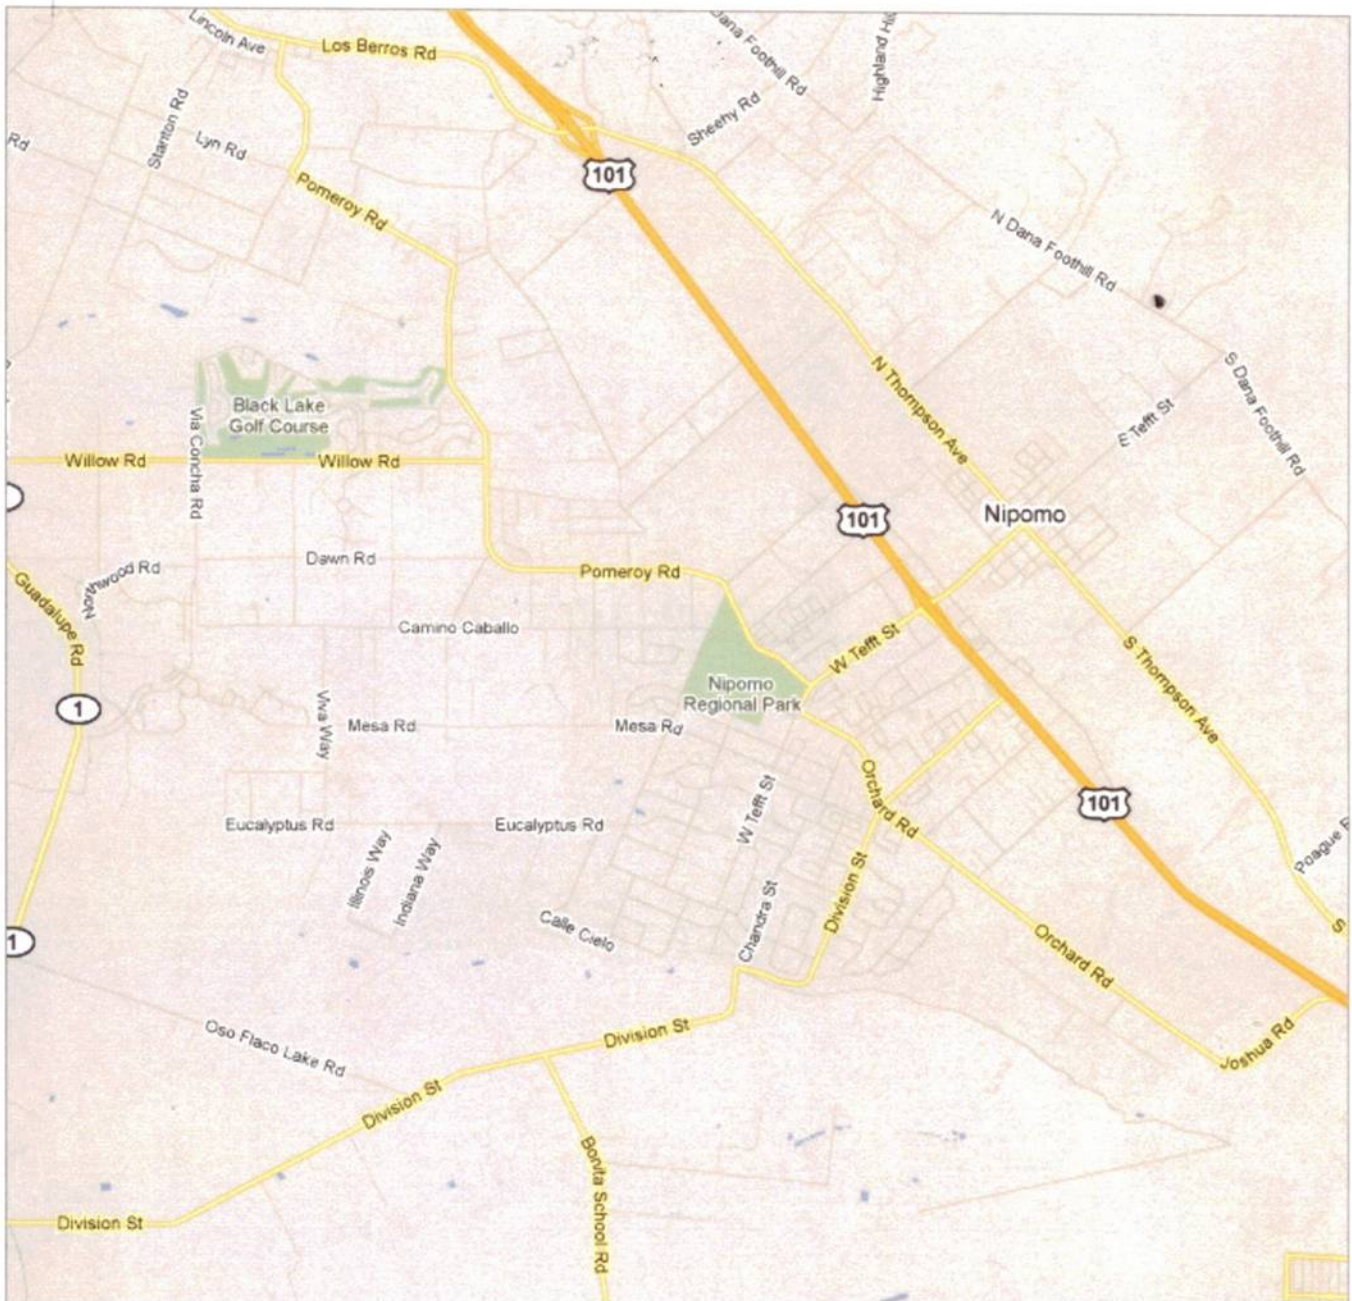 Lincoln Ave
Los Berros Rd
Dana Foothill Rd
Highland
Sheehy Rd
Stanton Rd
Rd
Lyn Rd
101
Pomeroy Rd
N Dana Foothill Rd
N Thompson Ave
S Dana Foothill Rd
Black Lake
Golf Course
Via Concha Rd
E Tefft St
Willow Rd
Willow Rd
101
Nipomo
Dawn Rd
Northwood Rd
Pomeroy Rd
Guadalupe Rd
Camino Caballo
W Tefft St
S Thompson Ave
Nipomo
Regional Park
1
Viva Way
Mesa Rd
Mesa Rd
Orchard Rd
W Tefft St
101
Eucalyptus Rd
Eucalyptus Rd
Illinois Way
Indiana Way
Division St
Poague
Chandra St
Calle Cielo
1
S
Orchard Rd
Oso Flaco Lake Rd
Division St
Joshua Rd
Division St
Bonita School Rd
Division St